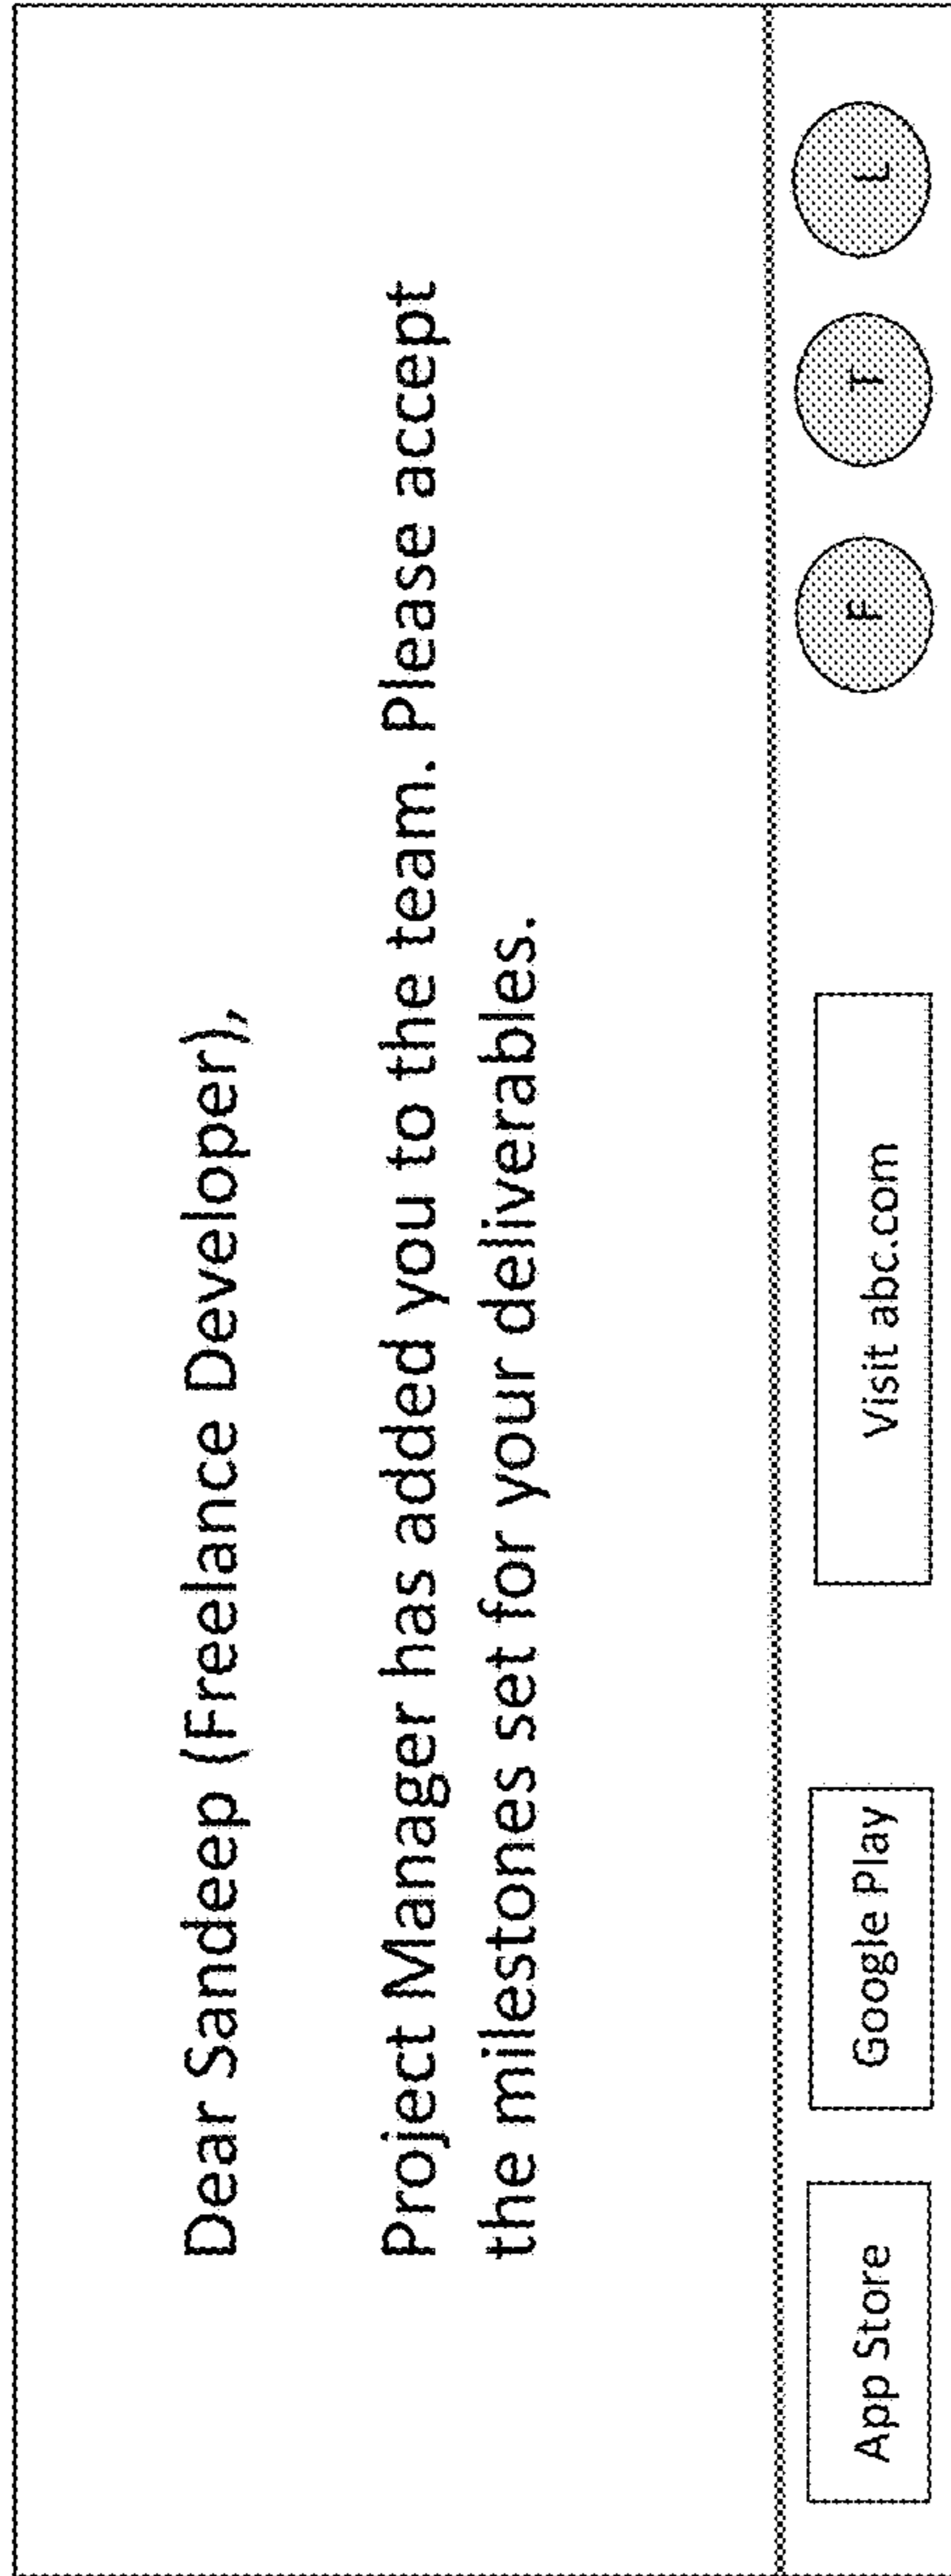 Dear Sandeep (Freelance Developer),
Project Manager has added you to the team. Please accept
the milestones set for your deliverables.
App Store
Google Play
Visit abc.com
F
T
L